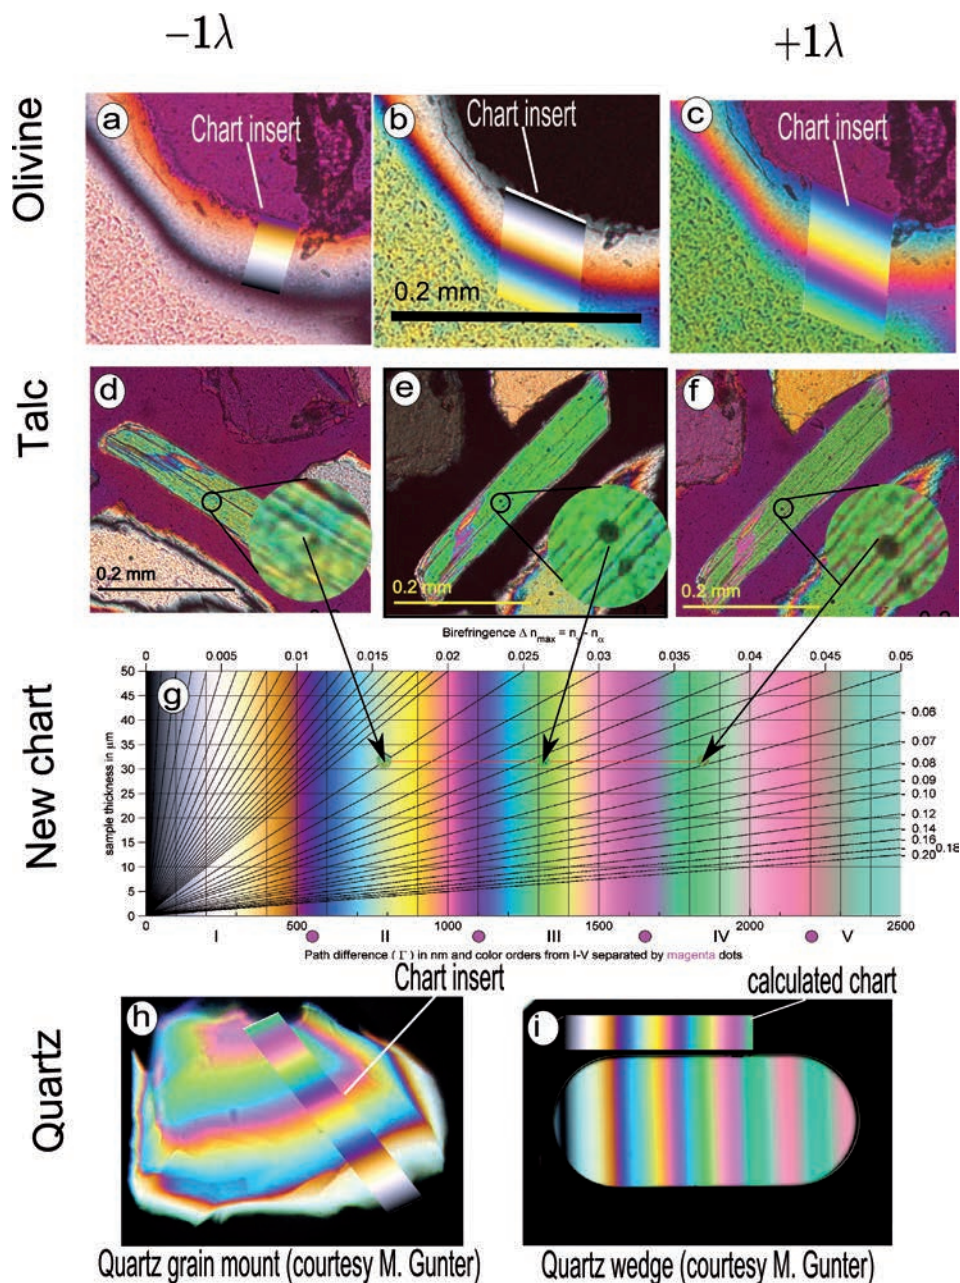 −1λ
+1λ
Olivine
a
Chart insert
b
Chart insert
0.2 mm
c
Chart insert
Talc
d
0.2 mm
e
0.2 mm
f
0.2 mm
Birefringence Δ n max = nγ - nα
0 0.005 0.01 0.015 0.02 0.025 0.03 0.035 0.04 0.045 0.05
New chart
g
sample thickness in µm
50
45
40
35
30
25
20
15
10
5
0
0.06
0.07
0.08
0.09
0.10
0.12
0.14
0.16
0.18
0.20
0 500 1000 1500 2000 2500
I II III IV V
Path difference (Γ) in nm and color orders from I-V separated by magenta dots
Quartz
h
Chart insert
i
calculated chart
Quartz grain mount (courtesy M. Gunter)
Quartz wedge (courtesy M. Gunter)